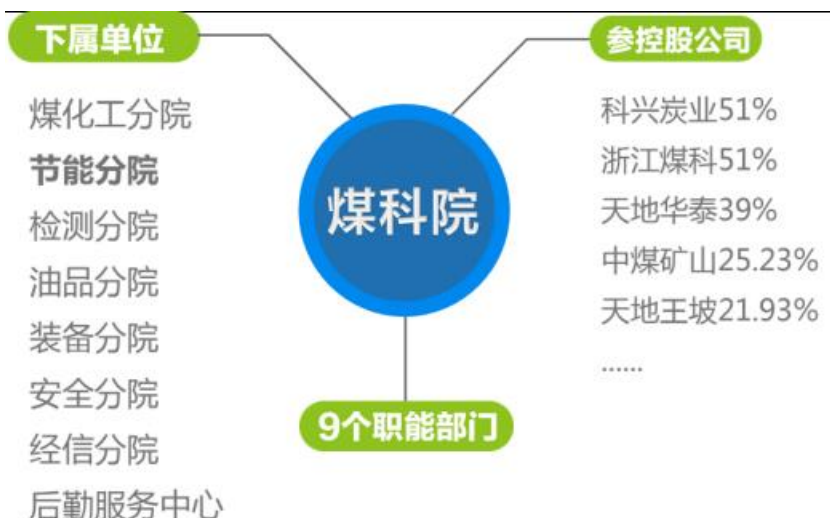 下属单位
煤化工分院
节能分院
检测分院
油品分院
装备分院
安全分院
经信分院
后勤服务中心
煤科院
9个职能部门
参控股公司
科兴炭业51%
浙江煤科51%
天地华泰39%
中煤矿山25.23%
天地王坡21.93%
……